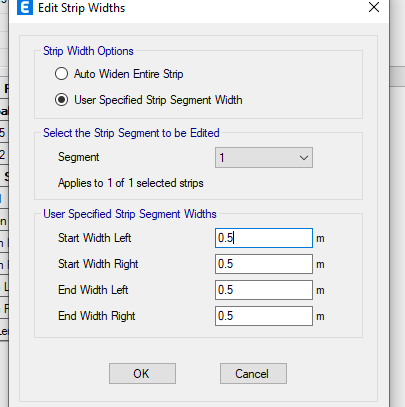 E Edit Strip Widths
Strip Width Options
Auto Widen Entire Strip
User Specified Strip Segment Width
Select the Strip Segment to be Edited
Segment 1
Applies to 1 of 1 selected strips
User Specified Strip Segment Widths
Start Width Left 0.5 m
Start Width Right 0.5 m
End Width Left 0.5 m
End Width Right 0.5 m
OK Cancel